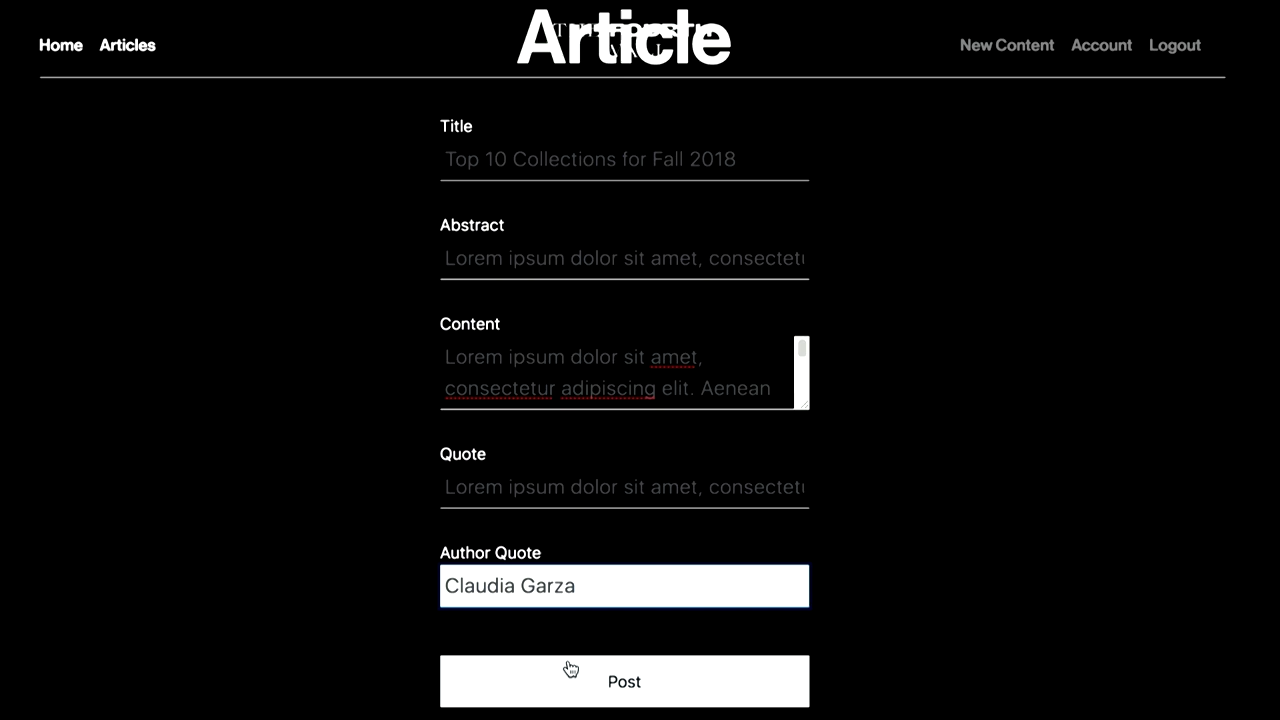 Home Articles
Article
New Content Account Logout
Title
Top 10 Collections for Fall 2018
Abstract
Lorem ipsum dolor sit amet, consectetu
Content
Lorem ipsum dolor sit amet,
consectetur adipiscing elit. Aenean
Quote
Lorem ipsum dolor sit amet, consectetu
Author Quote
Claudia Garza
Post